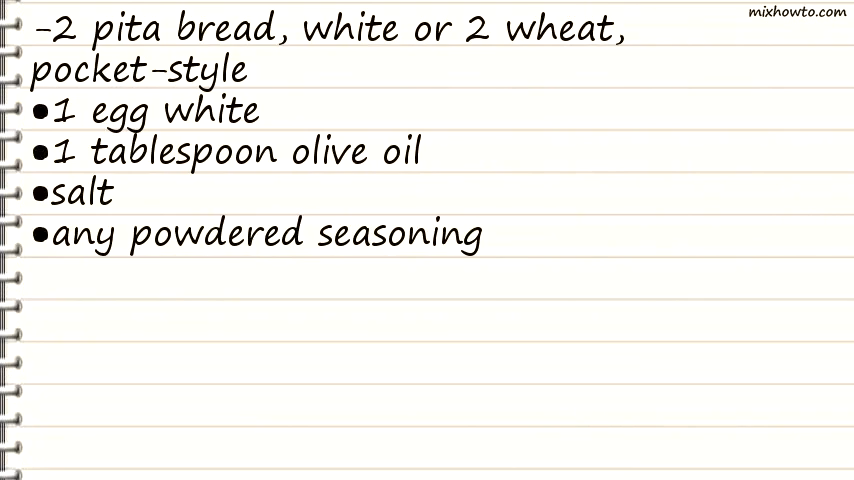 mixhowto.com
-2 pita bread, white or 2 wheat,
pocket-style
•1 egg white
•1 tablespoon olive oil
•salt
•any powdered seasoning